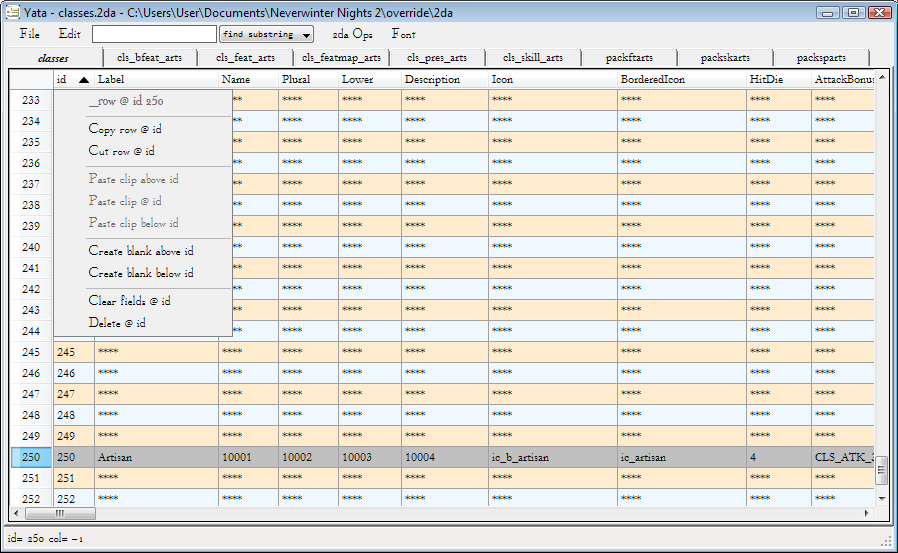 Yata - classes.2da - C:\Users\User\Documents\Neverwinter Nights 2\override\2da
File Edit find substring 2da Ops Font
classes cls_bfeat_arts cls_feat_arts cls_featmap_arts cls_pres_arts cls_skill_arts packftarts packskarts packsparts
id Label Name Plural Lower Description Icon BorderedIcon HitDie AttackBonus
233 **** **** **** **** **** **** **** ****
234 **** **** **** **** **** **** **** ****
235 **** **** **** **** **** **** **** ****
236 **** **** **** **** **** **** **** ****
237 **** **** **** **** **** **** **** ****
238 **** **** **** **** **** **** **** ****
239 **** **** **** **** **** **** **** ****
240 **** **** **** **** **** **** **** ****
241 **** **** **** **** **** **** **** ****
242 **** **** **** **** **** **** **** ****
243 **** **** **** **** **** **** **** ****
244 **** **** **** **** **** **** **** ****
_row @ id 250
Copy row @ id
Cut row @ id
Paste clip above id
Paste clip @ id
Paste clip below id
Create blank above id
Create blank below id
Clear fields @ id
Delete @ id
245 245 **** **** **** **** **** **** **** **** ****
246 246 **** **** **** **** **** **** **** **** ****
247 247 **** **** **** **** **** **** **** **** ****
248 248 **** **** **** **** **** **** **** **** ****
249 249 **** **** **** **** **** **** **** **** ****
250 250 Artisan 10001 10002 10003 10004 ic_b_artisan ic_artisan 4 CLS_ATK_
251 251 **** **** **** **** **** **** **** **** ****
252 252 **** **** **** **** **** **** **** **** ****
id= 250 col= -1